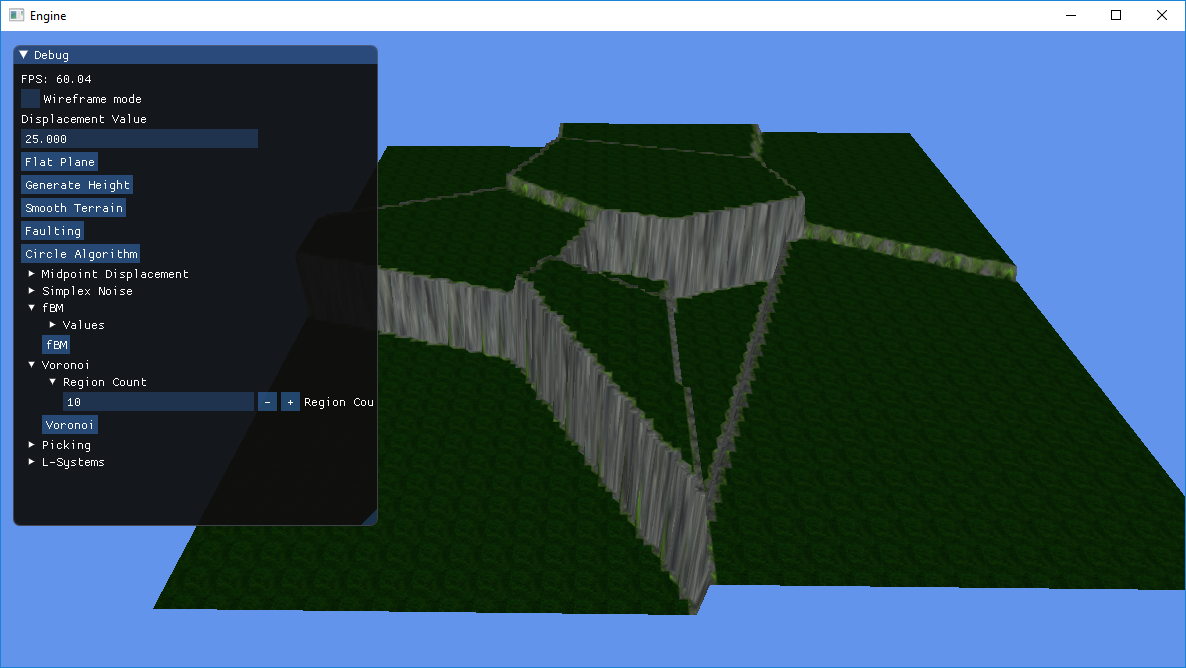 Engine
Debug
FPS: 60.04
Wireframe mode
Displacement Value
25.000
Flat Plane
Generate Height
Smooth Terrain
Faulting
Circle Algorithm
Midpoint Displacement
Simplex Noise
fBM
Values
fBM
Voronoi
Region Count
10 - + Region Cou
Voronoi
Picking
L-Systems